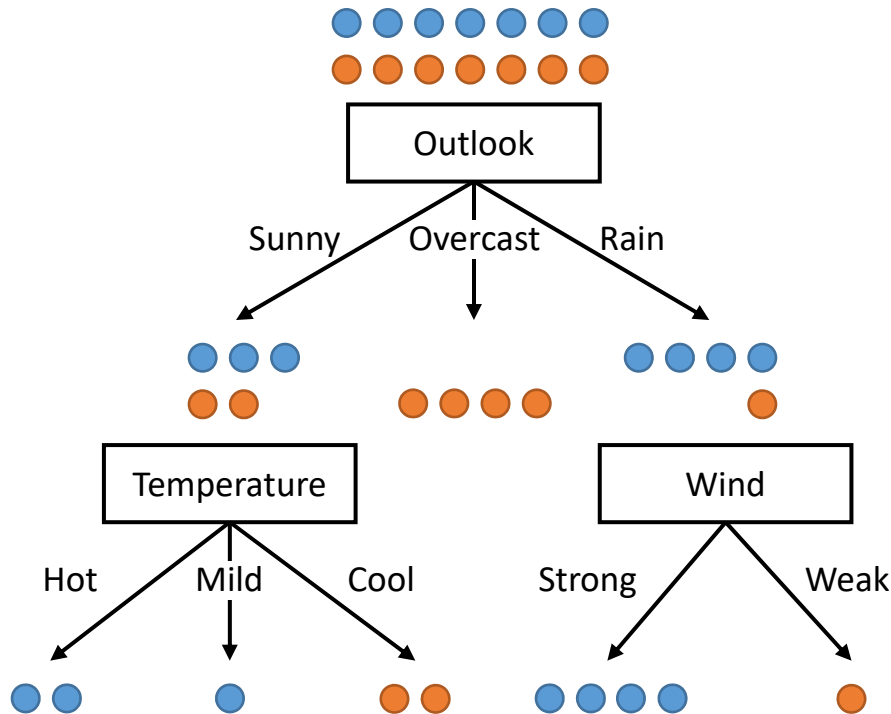 Outlook
Sunny
Overcast
Rain
Temperature
Wind
Hot
Mild
Cool
Strong
Weak